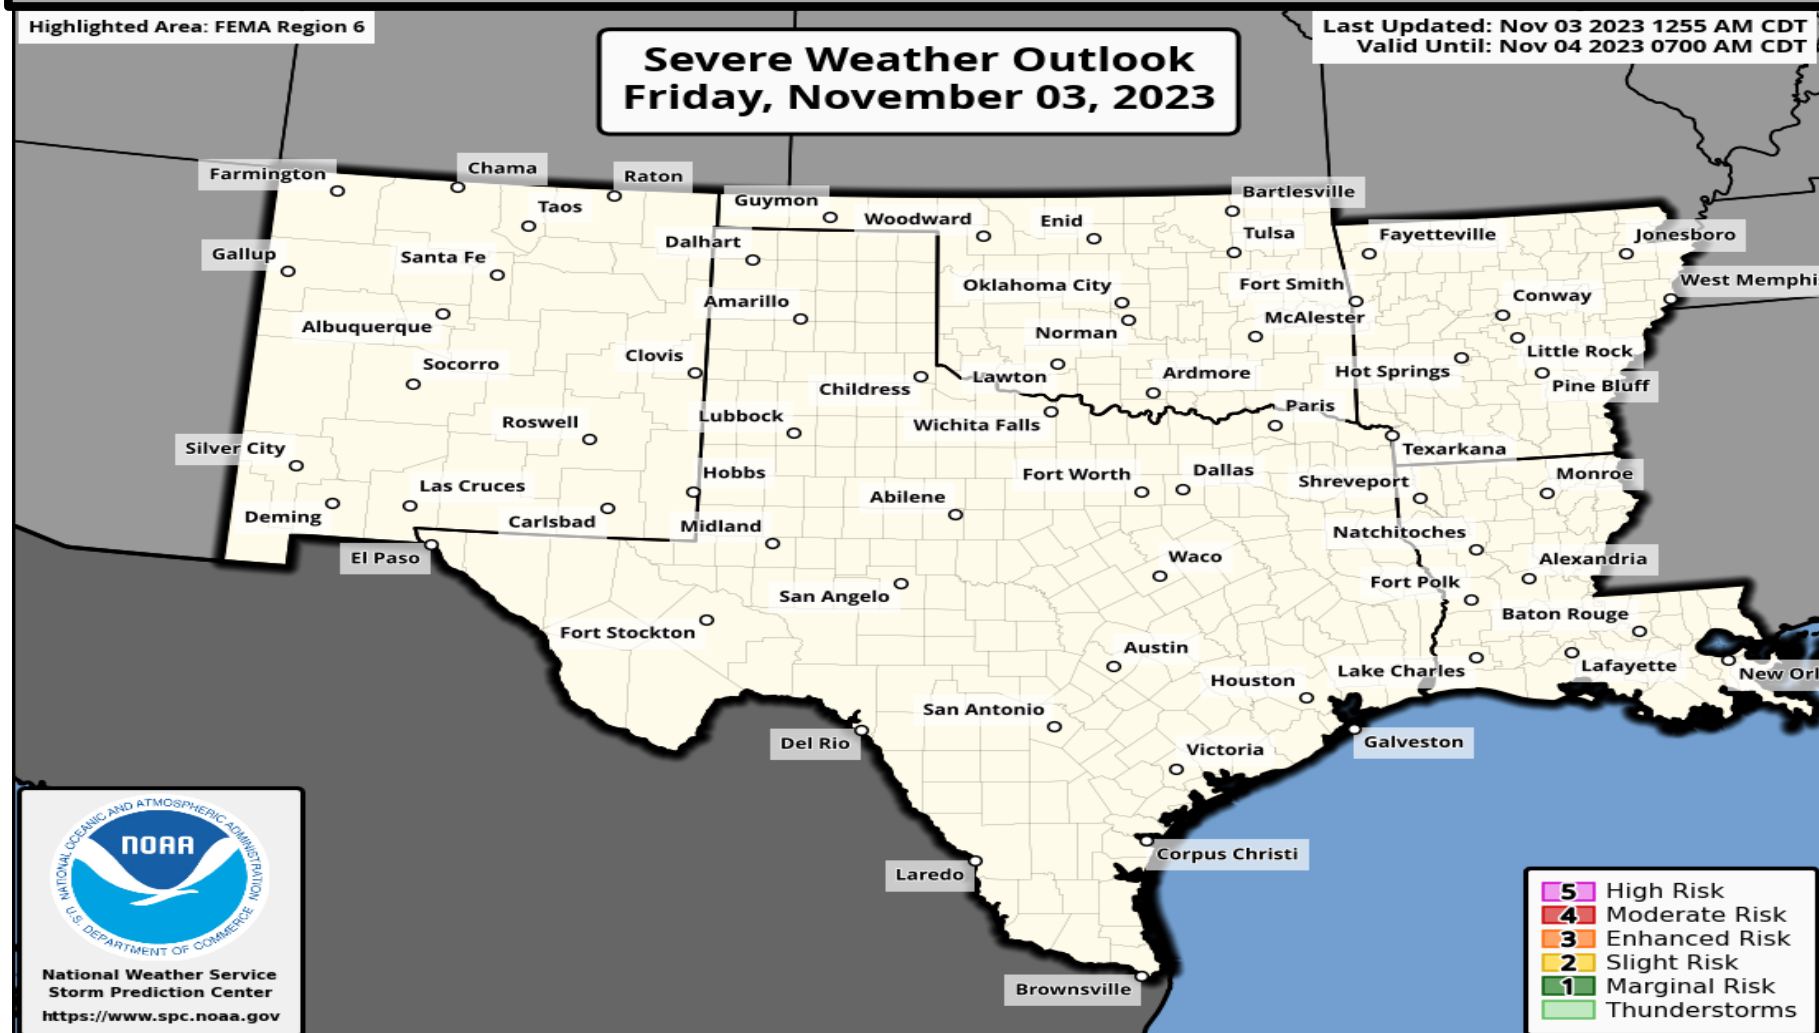 Highlighted Area: FEMA Region 6
Last Updated: Nov 03 2023 1255 AM CDT
Valid Until: Nov 04 2023 0700 AM CDT
Severe Weather Outlook
Friday, November 03, 2023
Farmington
Chama
Raton
Taos
Guymon
Woodward
Enid
Bartlesville
Tulsa
Fayetteville
Jonesboro
Gallup
Santa Fe
Dalhart
Oklahoma City
Fort Smith
Conway
West Memphi
Albuquerque
Amarillo
Norman
McAlester
Little Rock
Socorro
Clovis
Childress
Lawton
Ardmore
Hot Springs
Pine Bluff
Roswell
Lubbock
Wichita Falls
Paris
Texarkana
Silver City
Las Cruces
Hobbs
Abilene
Fort Worth
Dallas
Shreveport
Monroe
Deming
Carlsbad
Midland
Natchitoches
El Paso
Waco
Alexandria
San Angelo
Fort Polk
Fort Stockton
Baton Rouge
Austin
Lake Charles
Lafayette
New Orl
Houston
San Antonio
Del Rio
Victoria
Galveston
Corpus Christi
Laredo
Brownsville
NATIONAL OCEANIC AND ATMOSPHERIC ADMINISTRATION
NOAA
U.S. DEPARTMENT OF COMMERCE
National Weather Service
Storm Prediction Center
https://www.spc.noaa.gov
5 High Risk
4 Moderate Risk
3 Enhanced Risk
2 Slight Risk
1 Marginal Risk
Thunderstorms